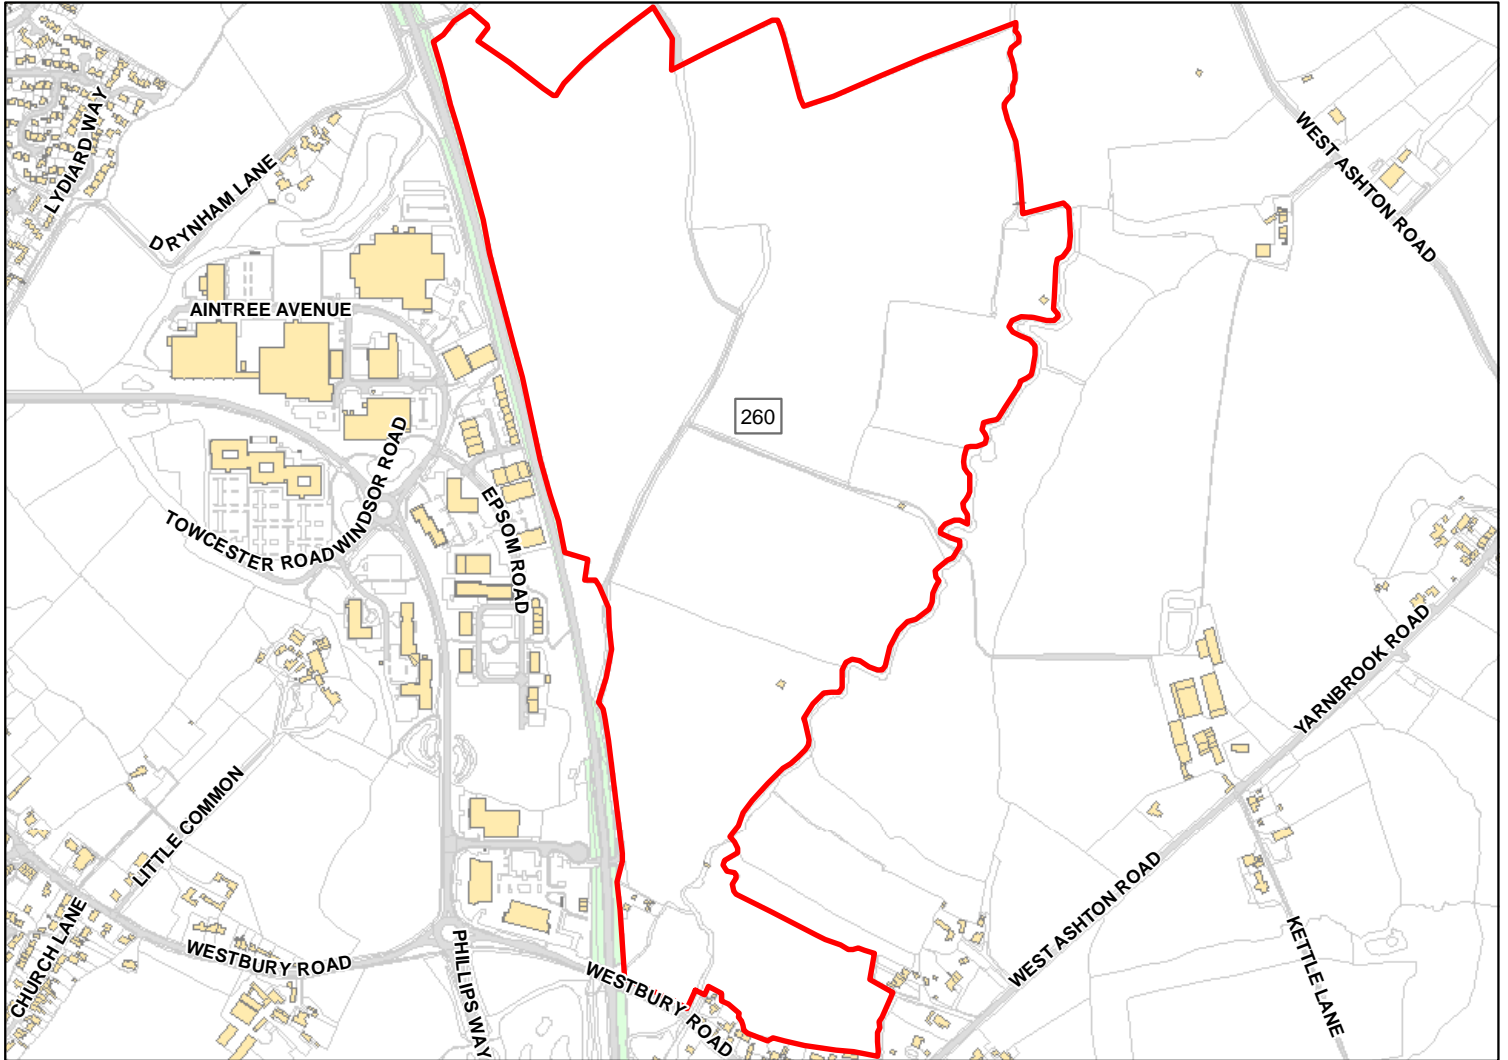 LYDIARD WAY
DRYNHAM LANE
WEST ASHTON ROAD
AINTREE AVENUE
260
WINDSOR ROAD
EPSOM ROAD
TOWCESTER ROAD
YARNBROOK ROAD
LITTLE COMMON
CHURCH LANE
WESTBURY ROAD
PHILLIPS WAY
WESTBURY ROAD
WEST ASHTON ROAD
KETTLE LANE